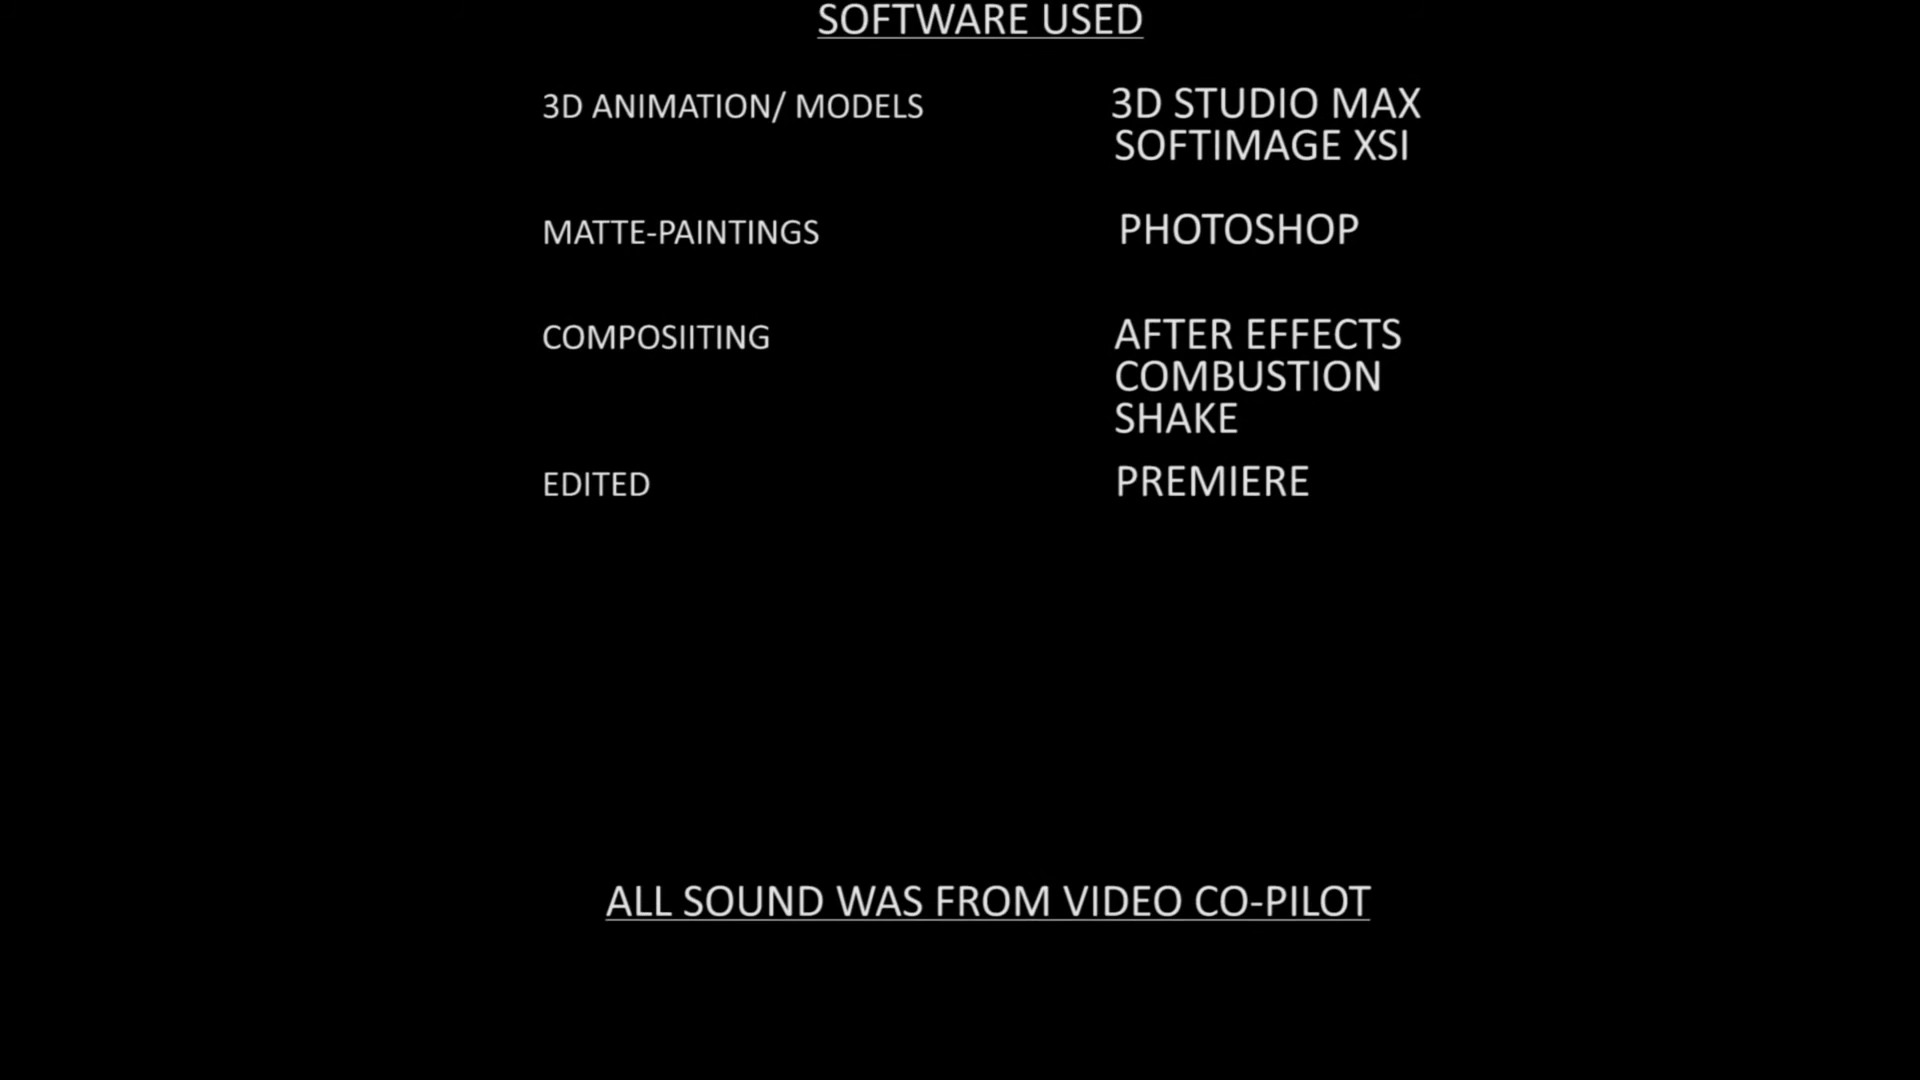 SOFTWARE USED
3D ANIMATION/ MODELS 3D STUDIO MAX
SOFTIMAGE XSI
MATTE-PAINTINGS PHOTOSHOP
COMPOSIITING AFTER EFFECTS
COMBUSTION
SHAKE
EDITED PREMIERE
ALL SOUND WAS FROM VIDEO CO-PILOT